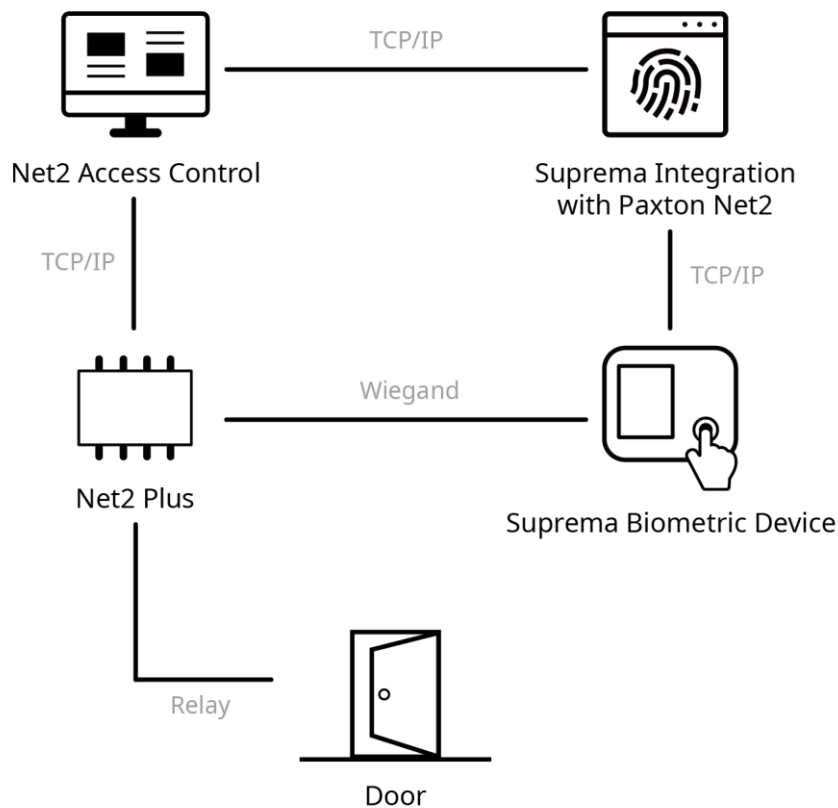 TCP/IP
Net2 Access Control
Suprema Integration
with Paxton Net2
TCP/IP
TCP/IP
Wiegand
Net2 Plus
Suprema Biometric Device
Relay
Door